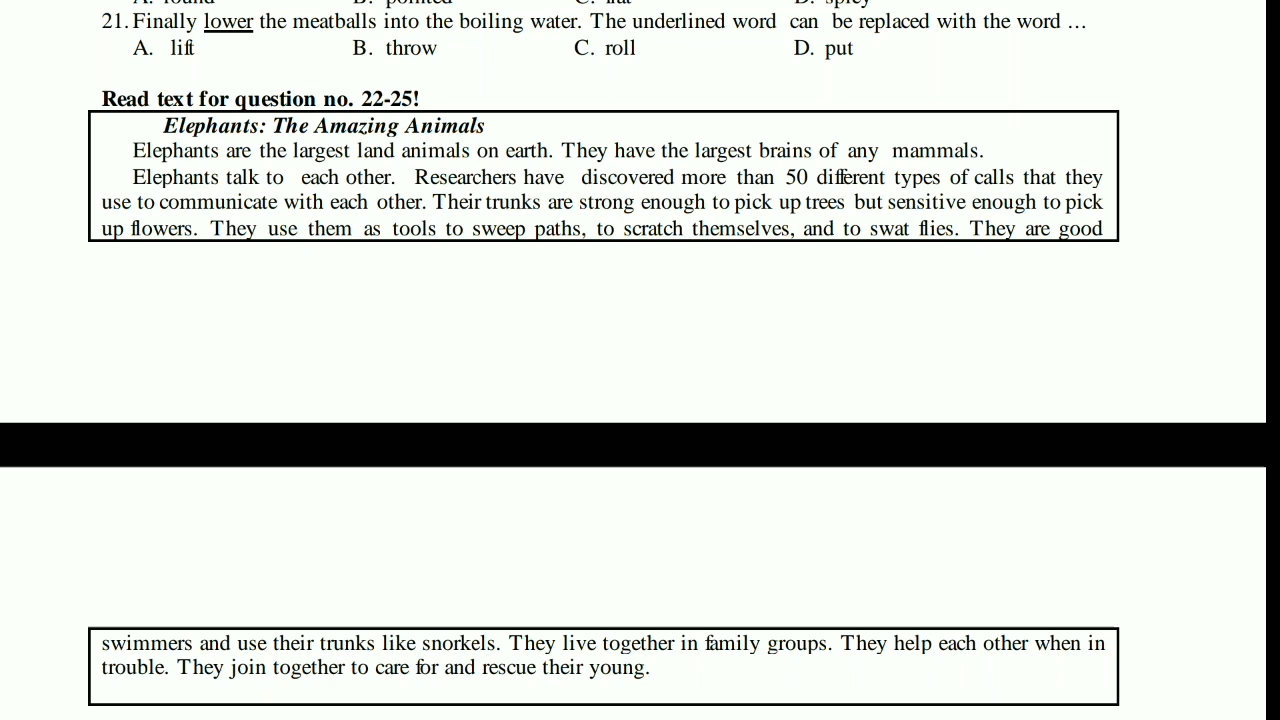 A. round B. pointed C. flat D. spicy
21. Finally lower the meatballs into the boiling water. The underlined word can be replaced with the word ...
A. lift B. throw C. roll D. put
Read text for question no. 22-25!
Elephants: The Amazing Animals
Elephants are the largest land animals on earth. They have the largest brains of any mammals.
Elephants talk to each other. Researchers have discovered more than 50 different types of calls that they
use to communicate with each other. Their trunks are strong enough to pick up trees but sensitive enough to pick
up flowers. They use them as tools to sweep paths, to scratch themselves, and to swat flies. They are good
swimmers and use their trunks like snorkels. They live together in family groups. They help each other when in
trouble. They join together to care for and rescue their young.